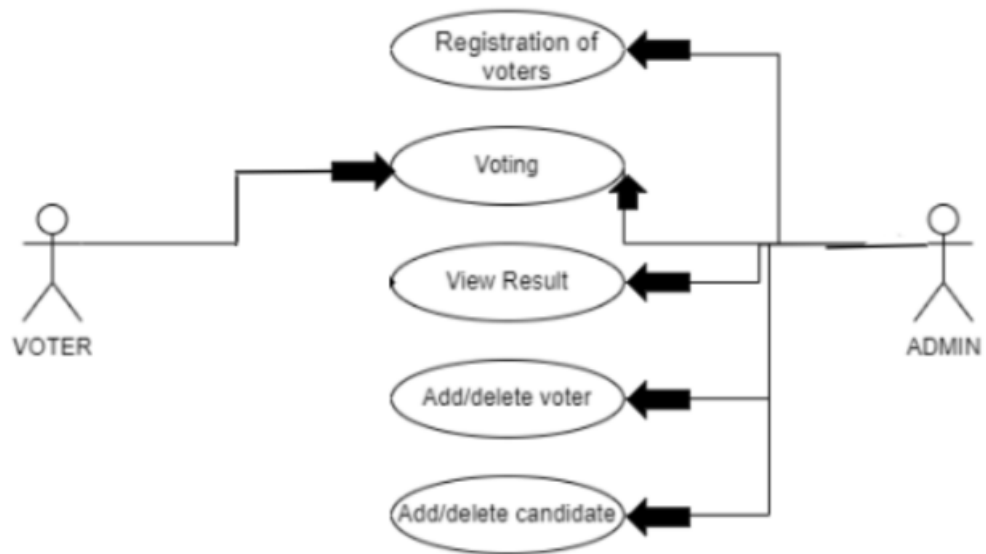 Registration of
voters
Voting
View Result
VOTER
ADMIN
Add/delete voter
Add/delete candidate